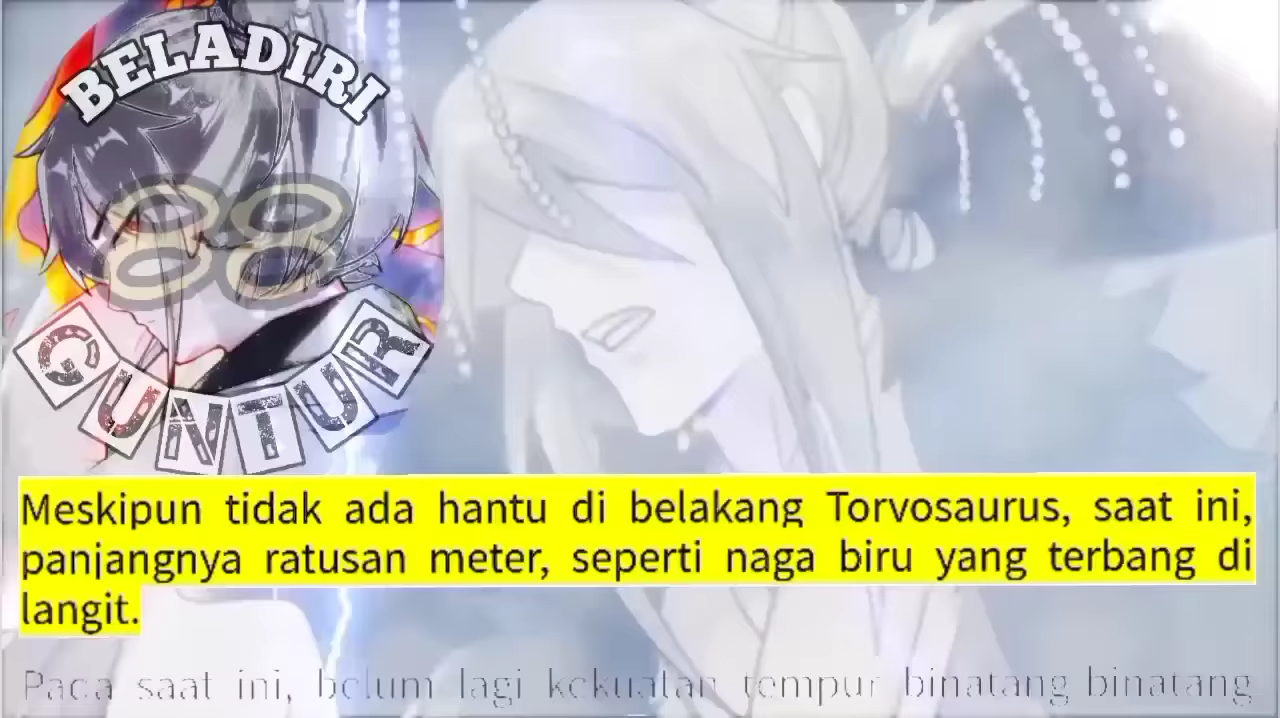 BELADIRI
GUNTUR
Meskipun tidak ada hantu di belakang Torvosaurus, saat ini,
panjangnya ratusan meter, seperti naga biru yang terbang di
langit.
Pada saat ini, belum lagi kekuatan tempur binatang binatang